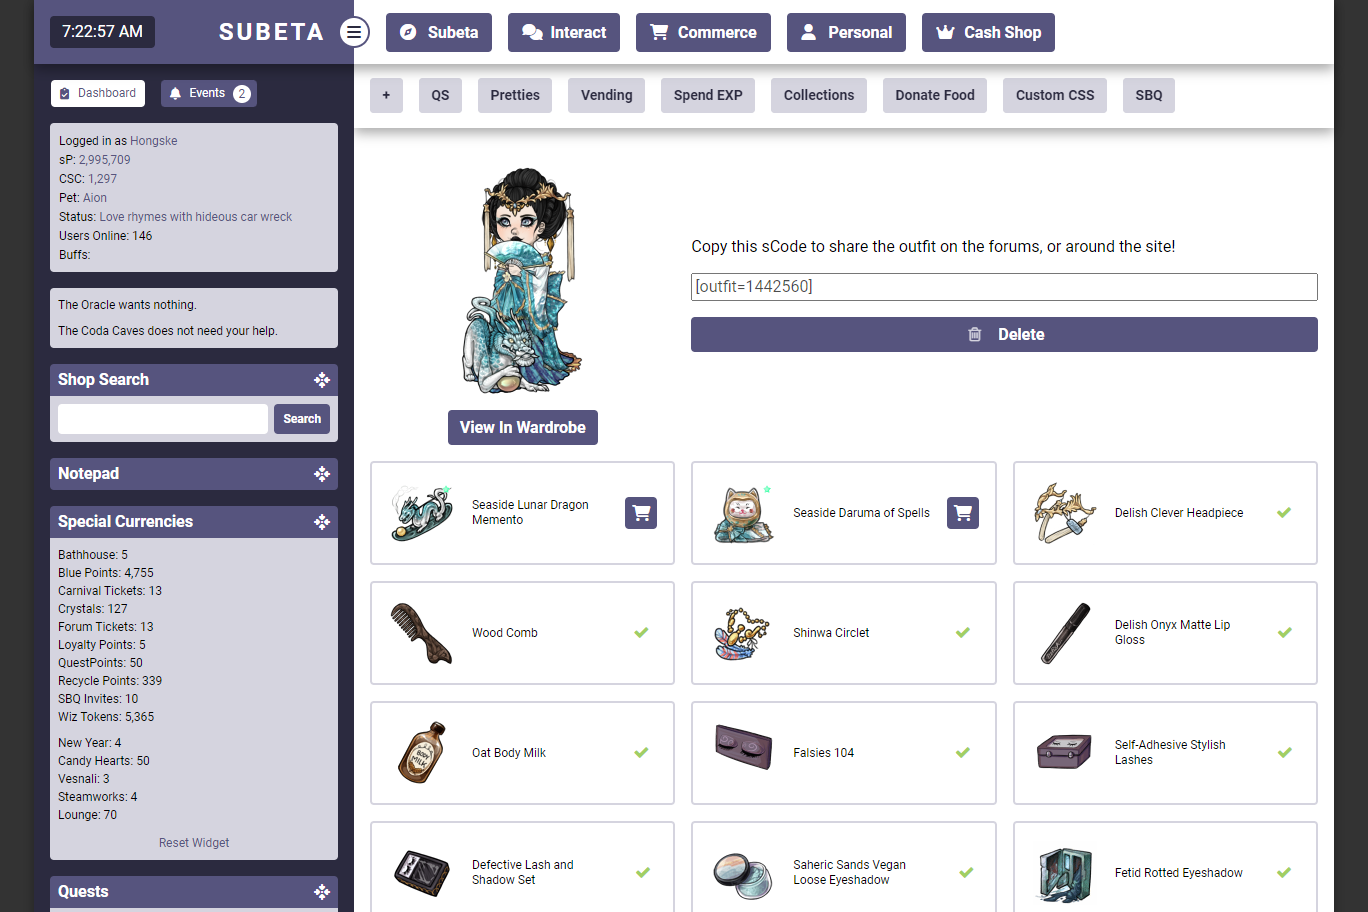 7:22:57 AM
SUBETA
Subeta
Interact
Commerce
Personal
Cash Shop
+
QS
Pretties
Vending
Spend EXP
Collections
Donate Food
Custom CSS
SBQ
Dashboard
Events 2
Logged in as Hongske
sP: 2,995,709
CSC: 1,297
Pet: Aion
Status: Love rhymes with hideous car wreck
Users Online: 146
Buffs:
The Oracle wants nothing.
The Coda Caves does not need your help.
Shop Search
Search
Notepad
Special Currencies
Bathhouse: 5
Blue Points: 4,755
Carnival Tickets: 13
Crystals: 127
Forum Tickets: 13
Loyalty Points: 5
QuestPoints: 50
Recycle Points: 339
SBQ Invites: 10
Wiz Tokens: 5,365
New Year: 4
Candy Hearts: 50
Vesnali: 3
Steamworks: 4
Lounge: 70
Reset Widget
Quests
Copy this sCode to share the outfit on the forums, or around the site!
[outfit=1442560]
Delete
View In Wardrobe
Seaside Lunar Dragon
Memento
Seaside Daruma of Spells
Delish Clever Headpiece
Wood Comb
Shinwa Circlet
Delish Onyx Matte Lip
Gloss
BODY
MILK
Oat Body Milk
Falsies 104
Self-Adhesive Stylish
Lashes
Defective Lash and
Shadow Set
Saheric Sands Vegan
Loose Eyeshadow
Fetid Rotted Eyeshadow